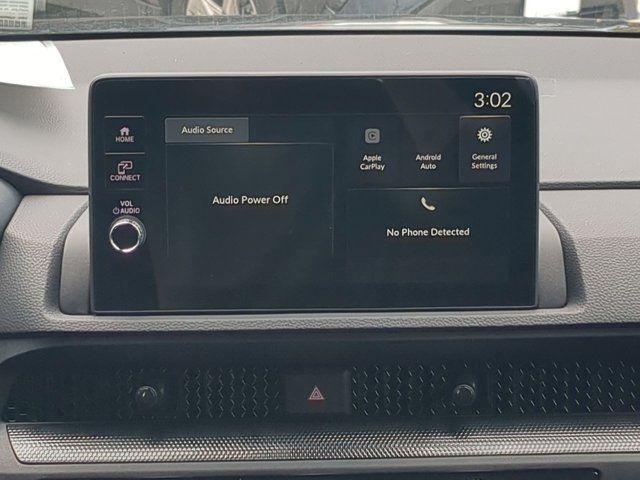 3:02
HOME
Audio Source
Apple
CarPlay
Android
Auto
General
Settings
CONNECT
VOL
AUDIO
Audio Power Off
No Phone Detected